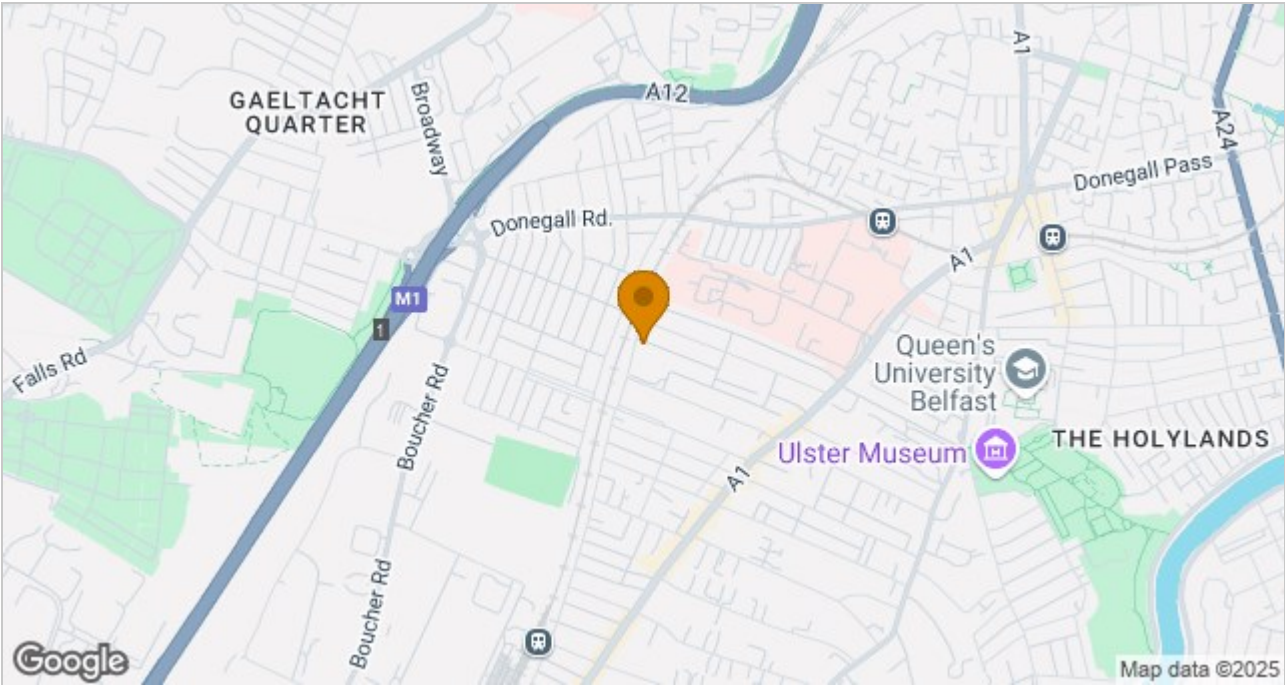 A1
A12
GAELTACHT
QUARTER
Broadway
A24
Donegall Pass
Donegall Rd.
A1
M1
1
Queen's
University
Belfast
Falls Rd
Boucher Rd
THE HOLYLANDS
Ulster Museum
A1
Boucher Rd
Google
Map data ©2025